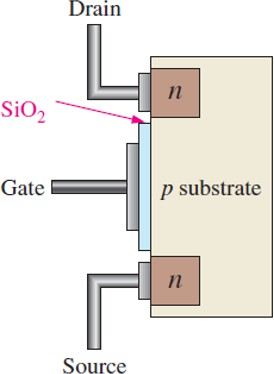 Drain
n
SiO₂
Gate
p substrate
n
Source